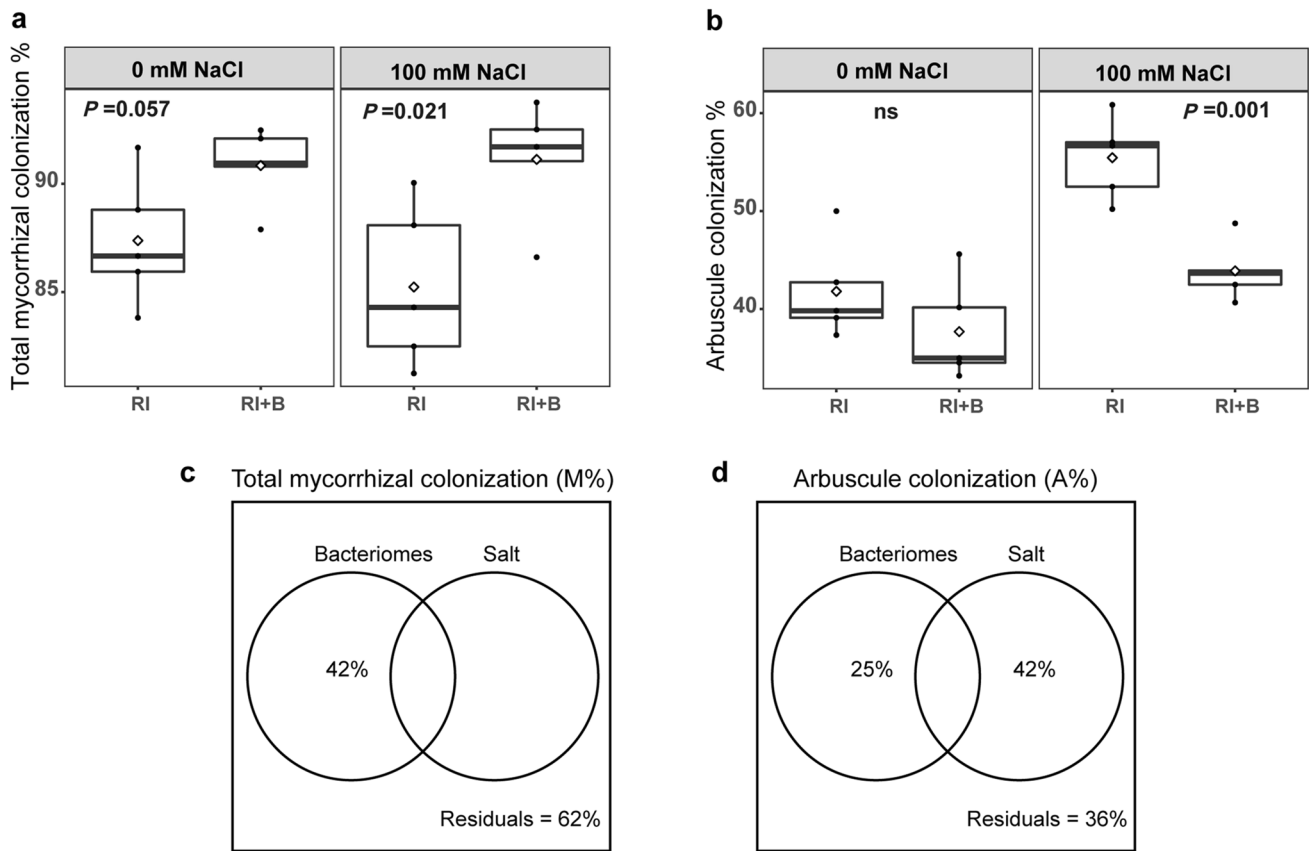 a
0 mM NaCl
100 mM NaCl
P =0.057
P =0.021
Total mycorrhizal colonization %
90
85
RI
RI+B
RI
RI+B
b
0 mM NaCl
100 mM NaCl
ns
P =0.001
Arbuscule colonization %
60
50
40
RI
RI+B
RI
RI+B
c
Total mycorrhizal colonization (M%)
Bacteriomes
Salt
42%
Residuals = 62%
d
Arbuscule colonization (A%)
Bacteriomes
Salt
25%
42%
Residuals = 36%